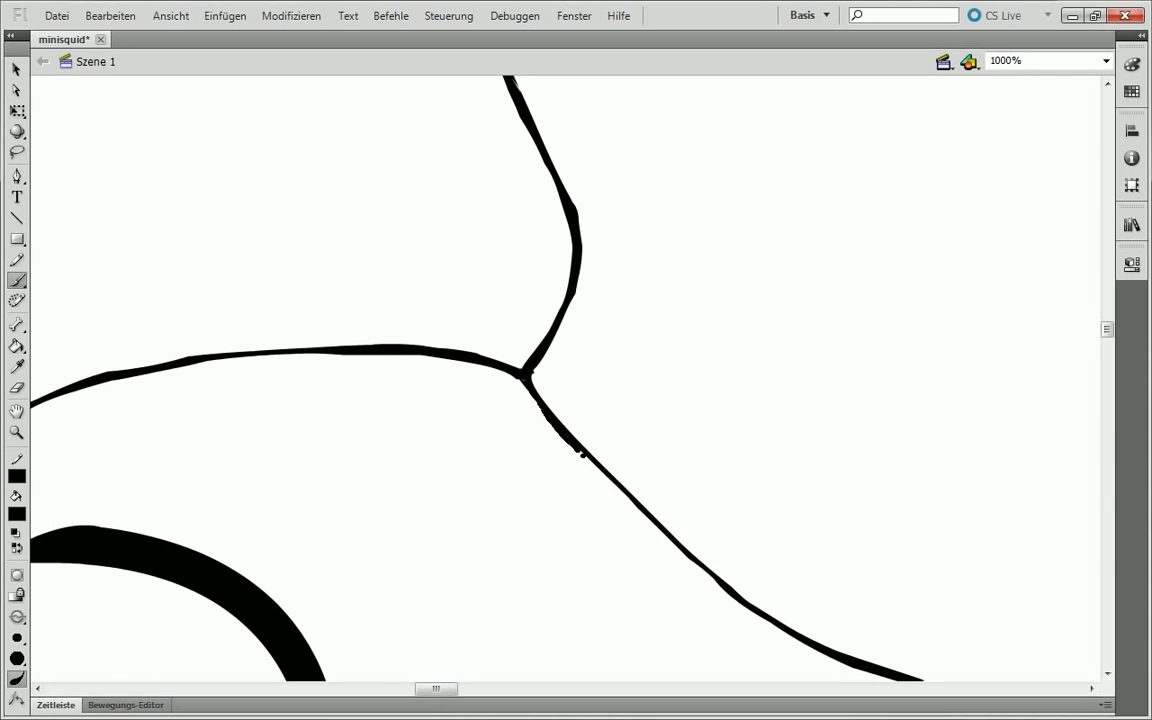 Fl Datei Bearbeiten Ansicht Einfügen Modifizieren Text Befehle Steuerung Debuggen Fenster Hilfe Basis CS Live
minisquid*
Szene 1 1000%
T
Zeitleiste Bewegungs-Editor